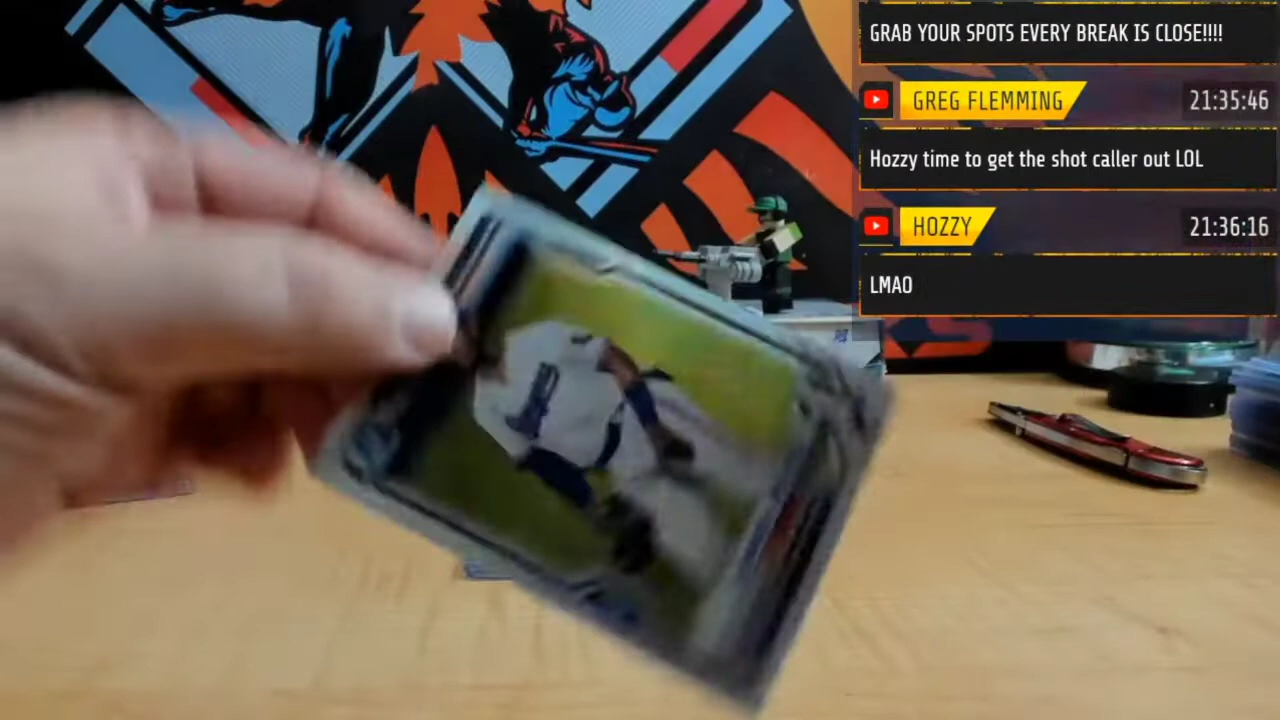 GRAB YOUR SPOTS EVERY BREAK IS CLOSE!!!!
GREG FLEMMING 21:35:46
Hozzy time to get the shot caller out LOL
HOZZY 21:36:16
LMAO